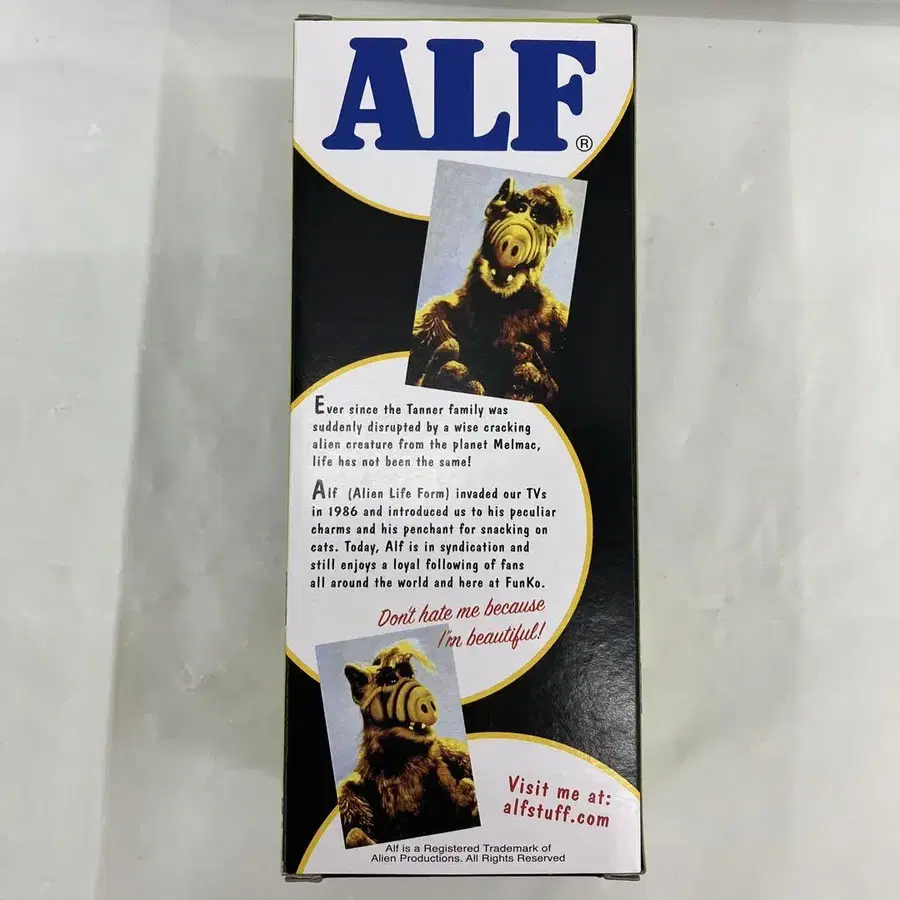 ALF®
Ever since the Tanner family was
suddenly disrupted by a wise cracking
alien creature from the planet Melmac,
life has not been the same!
Alf (Alien Life Form) invaded our TVs
in 1986 and introduced us to his peculiar
charms and his penchant for snacking on
cats. Today, Alf is in syndication and
still enjoys a loyal following of fans
all around the world and here at FunKo.
Don't hate me because
I'm beautiful!
Visit me at:
alfstuff.com
Alf is a Registered Trademark of
Alien Productions. All Rights Reserved